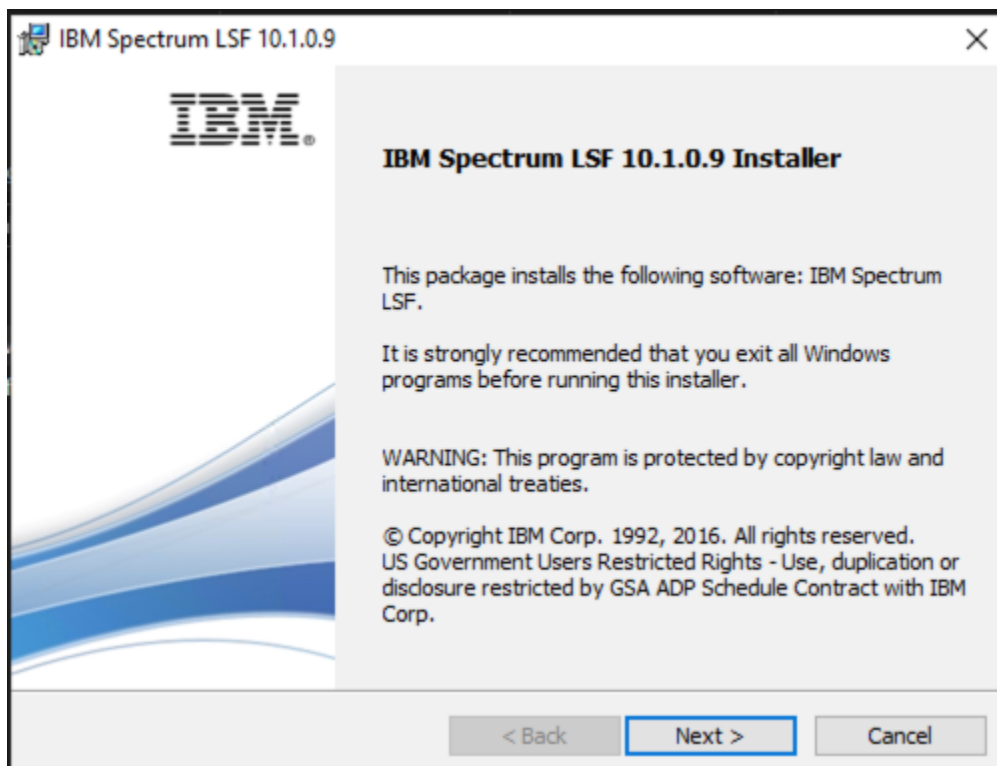 IBM Spectrum LSF 10.1.0.9
IBM®
IBM Spectrum LSF 10.1.0.9 Installer
This package installs the following software: IBM Spectrum
LSF.
It is strongly recommended that you exit all Windows
programs before running this installer.
WARNING: This program is protected by copyright law and
international treaties.
© Copyright IBM Corp. 1992, 2016. All rights reserved.
US Government Users Restricted Rights - Use, duplication or
disclosure restricted by GSA ADP Schedule Contract with IBM
Corp.
< Back Next > Cancel